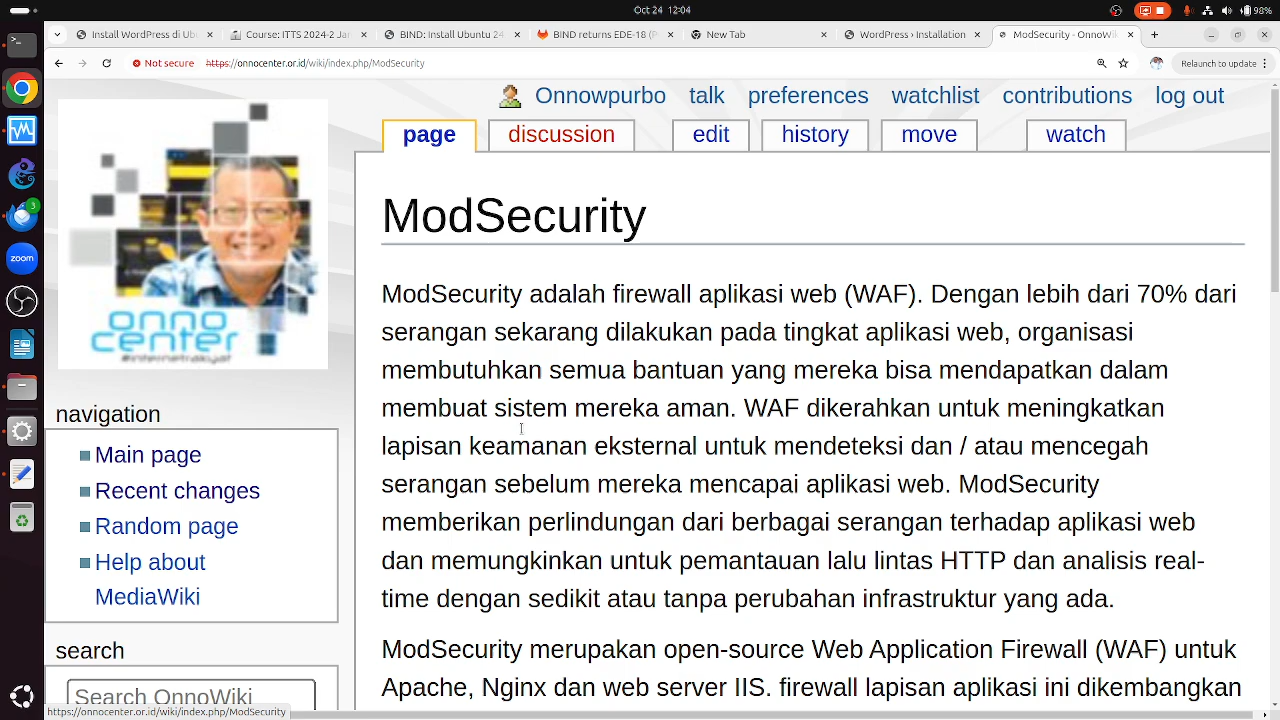 Oct 24 12:04
98%
Install WordPress di Ubu
Course: ITTS 2024-2 Jar
BIND: Install Ubuntu 24
BIND returns EDE-18 (P
New Tab
WordPress › Installation
ModSecurity - OnnoWik
Not secure https://onnocenter.or.id/wiki/index.php/ModSecurity
Relaunch to update
Onnowpurbo talk preferences watchlist contributions log out
page discussion edit history move watch
ModSecurity
ModSecurity adalah firewall aplikasi web (WAF). Dengan lebih dari 70% dari
serangan sekarang dilakukan pada tingkat aplikasi web, organisasi
membutuhkan semua bantuan yang mereka bisa mendapatkan dalam
membuat sistem mereka aman. WAF dikerahkan untuk meningkatkan
lapisan keamanan eksternal untuk mendeteksi dan / atau mencegah
serangan sebelum mereka mencapai aplikasi web. ModSecurity
memberikan perlindungan dari berbagai serangan terhadap aplikasi web
dan memungkinkan untuk pemantauan lalu lintas HTTP dan analisis real-
time dengan sedikit atau tanpa perubahan infrastruktur yang ada.
ModSecurity merupakan open-source Web Application Firewall (WAF) untuk
Apache, Nginx dan web server IIS. firewall lapisan aplikasi ini dikembangkan
onno
center
#internetrakyat
navigation
Main page
Recent changes
Random page
Help about
MediaWiki
search
Search OnnoWiki
https://onnocenter.or.id/wiki/index.php/ModSecurity
3
zoom